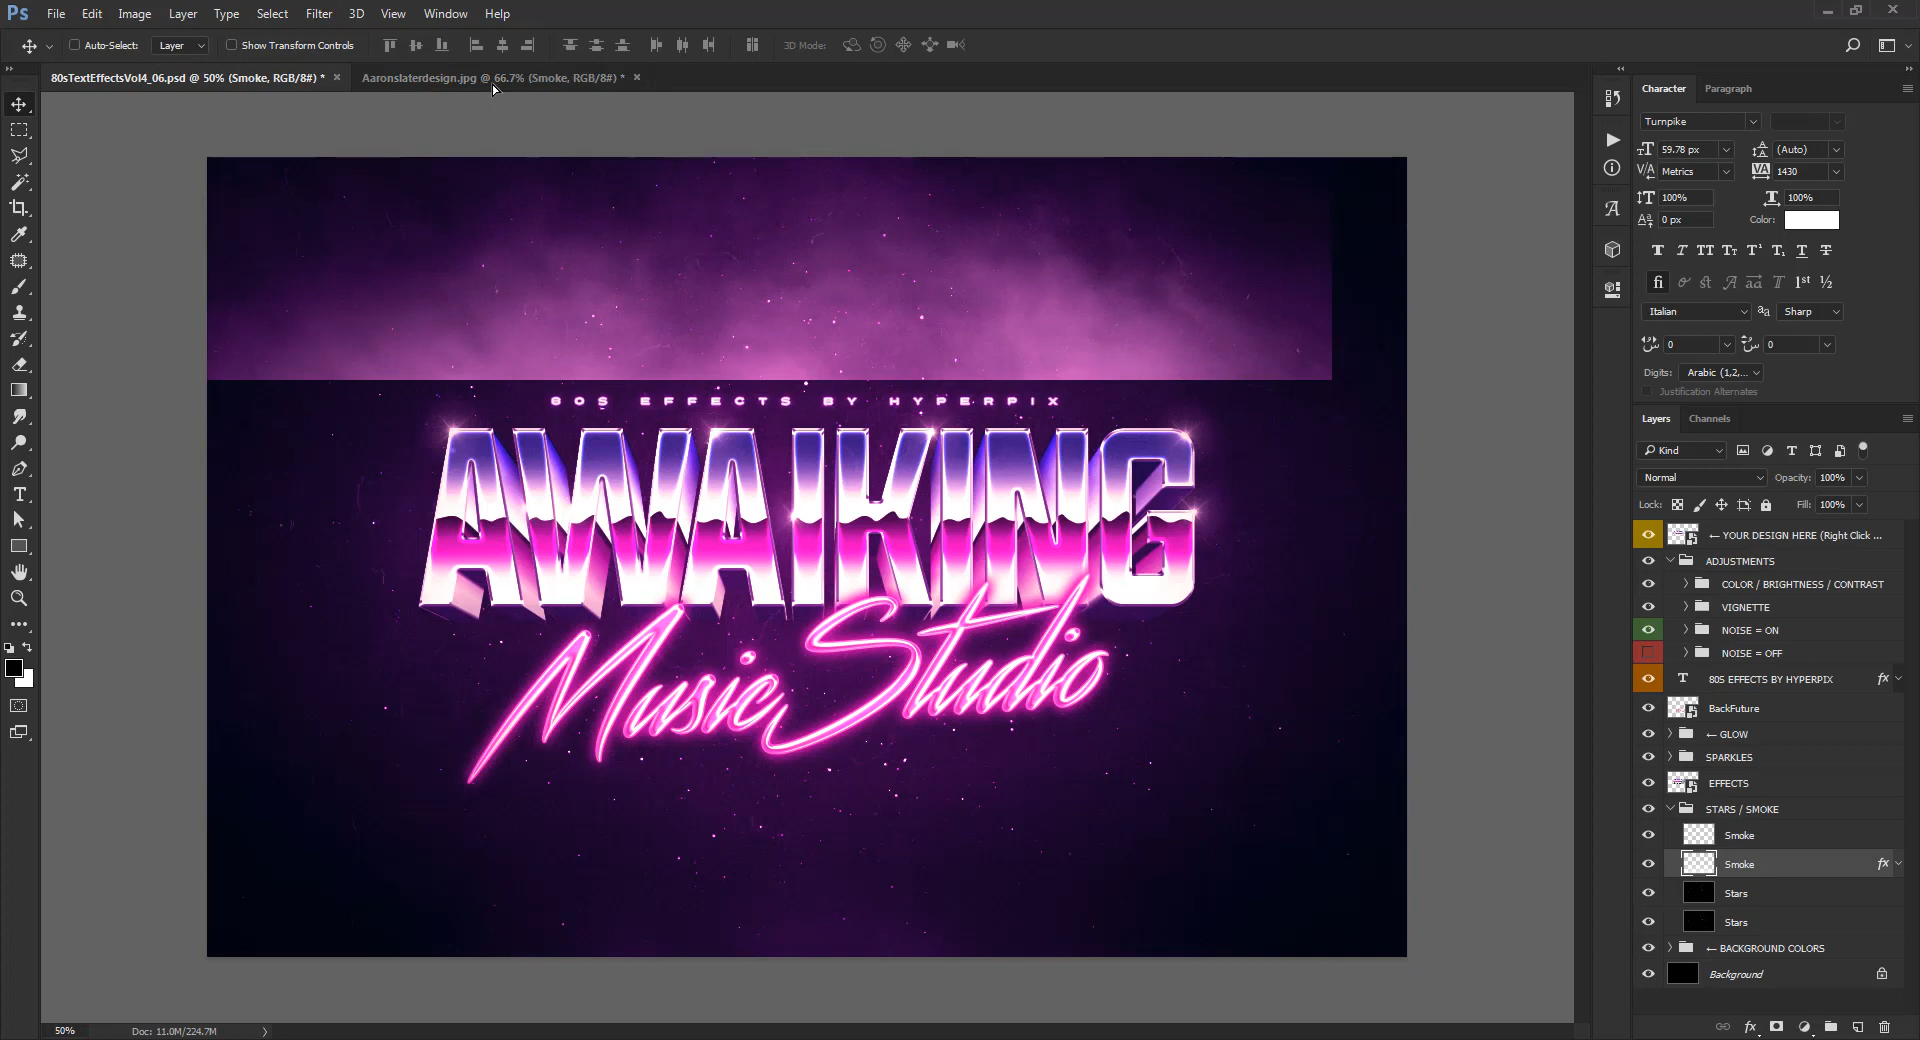 Ps File Edit Image Layer Type Select Filter 3D View Window Help
Auto-Select: Layer Show Transform Controls 3D Mode:
80sTextEffectsVol4_06.psd @ 50% (Smoke, RGB/8#) * × Aaronslaterdesign.jpg @ 66.7% (Smoke, RGB/8#) * ×
80S EFFECTS BY HYPERPIX
AWAIKING
Music Studio
50% Doc: 11.0M/224.7M
Character Paragraph
Turnpike
59.78 px (Auto)
Metrics 1430
100% 100%
0 px Color:
Italian Sharp
0 0
Digits: Arabic (1,2,...
Justification Alternates
Layers Channels
Kind
Normal Opacity: 100%
Lock: Fill: 100%
← YOUR DESIGN HERE (Right Click ...
ADJUSTMENTS
COLOR / BRIGHTNESS / CONTRAST
VIGNETTE
NOISE = ON
NOISE = OFF
T 80S EFFECTS BY HYPERPIX fx
BackFuture
← GLOW
SPARKLES
EFFECTS
STARS / SMOKE
Smoke
Smoke fx
Stars
Stars
← BACKGROUND COLORS
Background